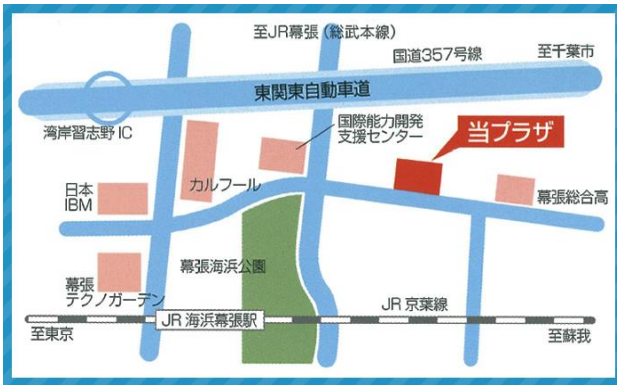 至JR幕張（総武本線）
国道357号線
至千葉市
東関東自動車道
湾岸習志野IC
国際能力開発
支援センター
当プラザ
日本
IBM
カルフール
幕張総合高
幕張海浜公園
幕張
テクノガーデン
JR 京葉線
JR 海浜幕張駅
至東京
至蘇我